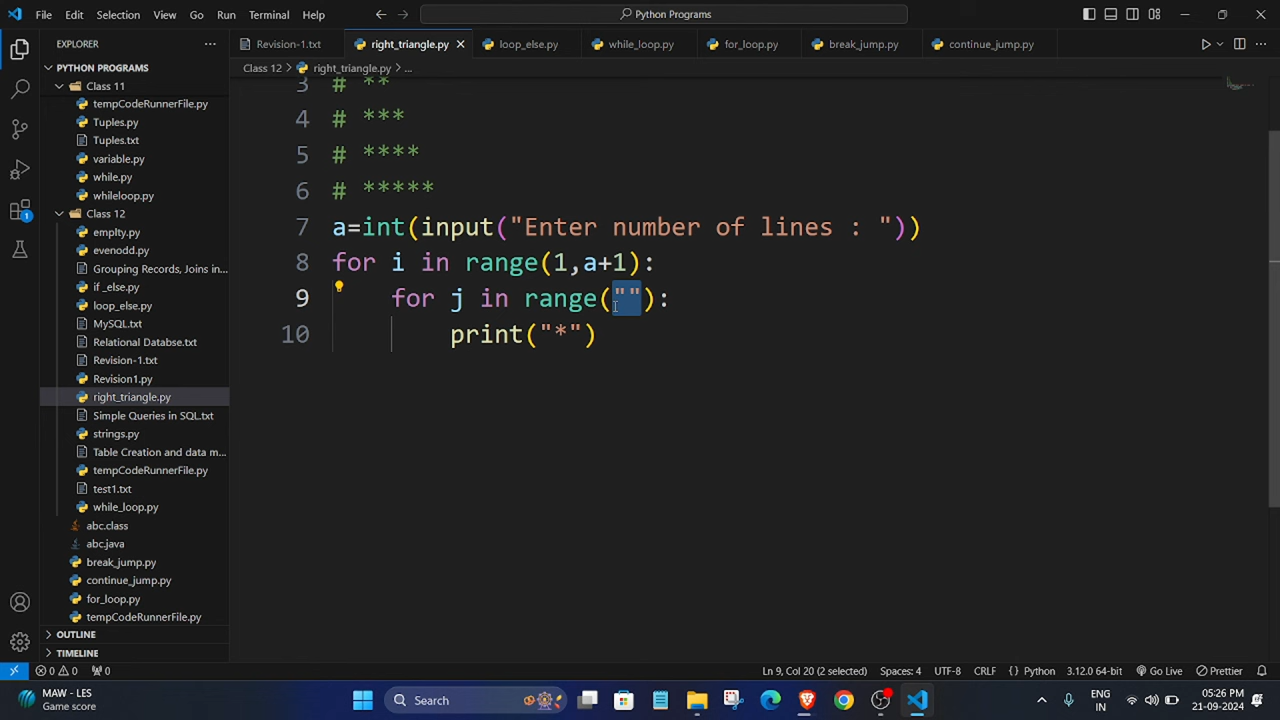 File Edit Selection View Go Run Terminal Help
Python Programs
EXPLORER
PYTHON PROGRAMS
Class 11
tempCodeRunnerFile.py
Tuples.py
Tuples.txt
variable.py
while.py
whileloop.py
Class 12
empIty.py
evenodd.py
Grouping Records, Joins in...
if _else.py
loop_else.py
MySQL.txt
Relational Databse.txt
Revision-1.txt
Revision1.py
right_triangle.py
Simple Queries in SQL.txt
strings.py
Table Creation and data m...
tempCodeRunnerFile.py
test1.txt
while_loop.py
abc.class
abc.java
break_jump.py
continue_jump.py
for_loop.py
tempCodeRunnerFile.py
OUTLINE
TIMELINE
Revision-1.txt right_triangle.py loop_else.py while_loop.py for_loop.py break_jump.py continue_jump.py
Class 12 > right_triangle.py > ...
3 # **
4 # ***
5 # ****
6 # *****
7 a=int(input("Enter number of lines : "))
8 for i in range(1,a+1):
9 for j in range(""):
10 print("*")
0 0 0 Ln 9, Col 20 (2 selected) Spaces: 4 UTF-8 CRLF {} Python 3.12.0 64-bit Go Live Prettier
1
MAW - LES
Game score
Search
ENG
IN
05:26 PM
21-09-2024